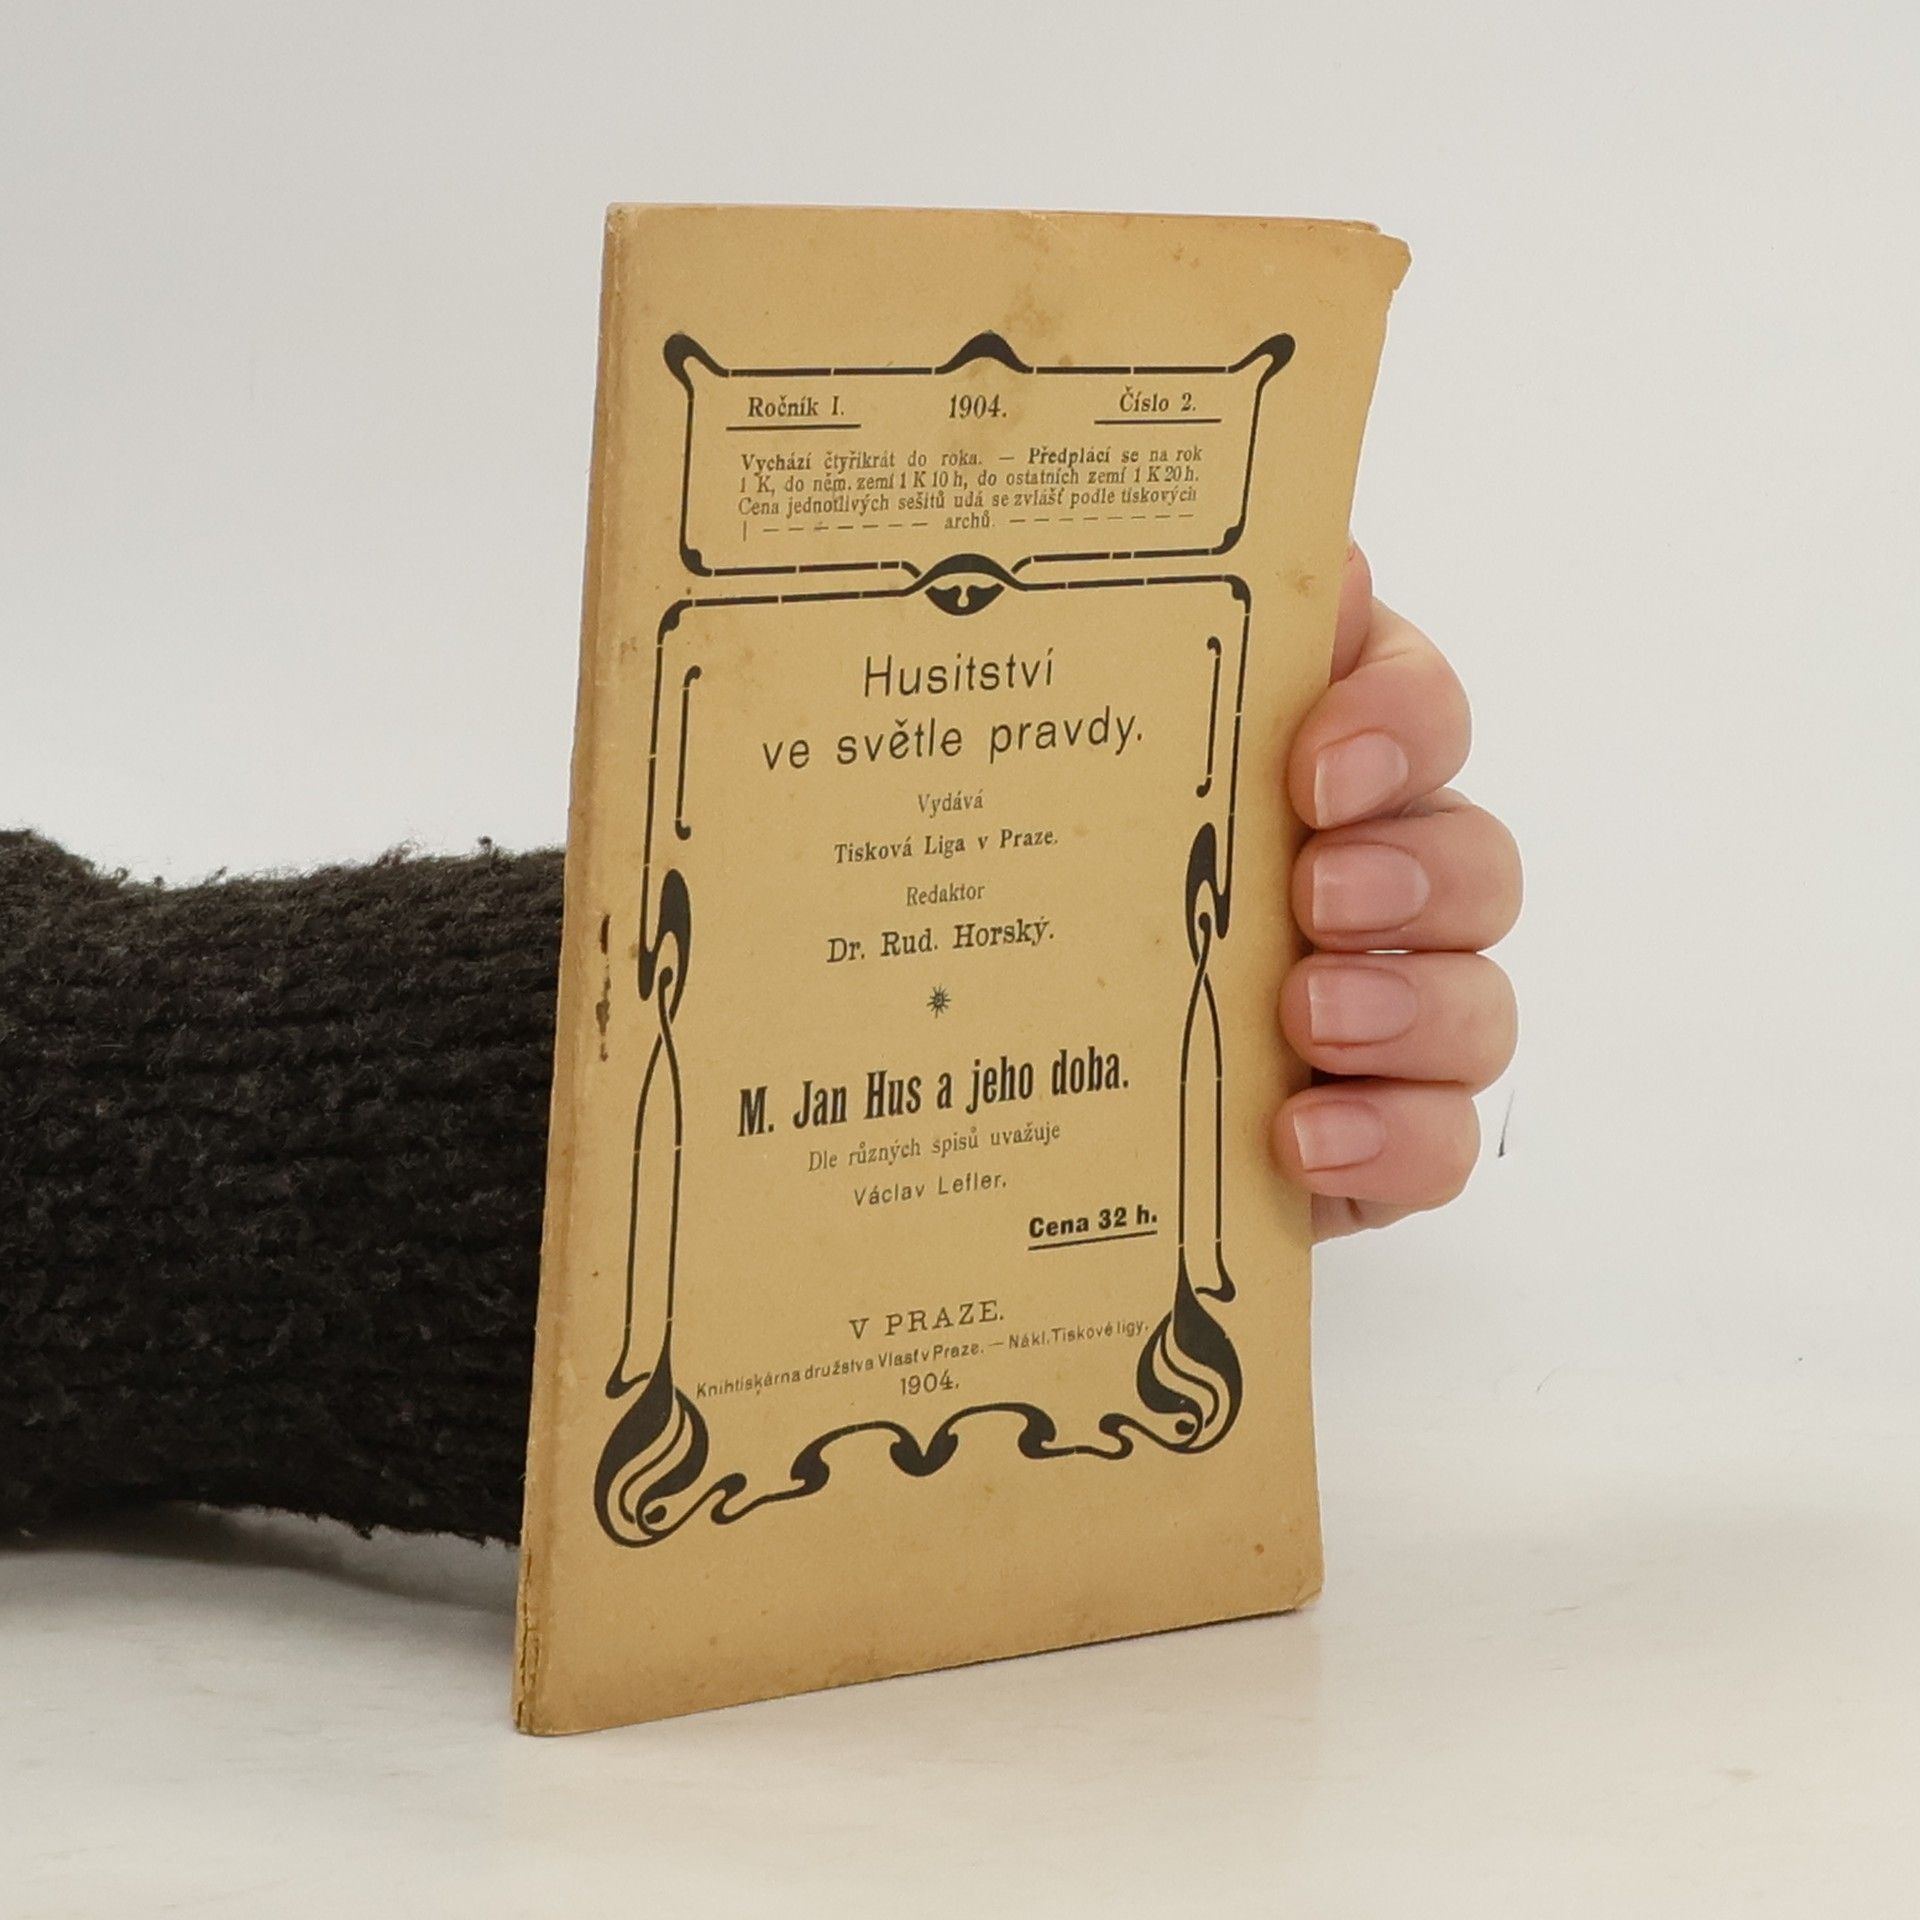 Ročník I. 1904. Číslo 2.
Vychází čtyřikrát do roka. — Předplácí se na rok
1 K, do něm. zemí 1 K 10 h, do ostatních zemí 1 K 20 h.
Cena jednotlivých sešitů udá se zvlášť podle tiskových
archů.
Husitství
ve světle pravdy.
Vydává
Tisková Liga v Praze.
Redaktor
Dr. Rud. Horský.
M. Jan Hus a jeho doba.
Dle různých spisů uvažuje
Václav Lefler.
Cena 32 h.
V PRAZE.
Knihtiskárna družstva Vlasť v Praze. — Nákl. Tiskové ligy.
1904.